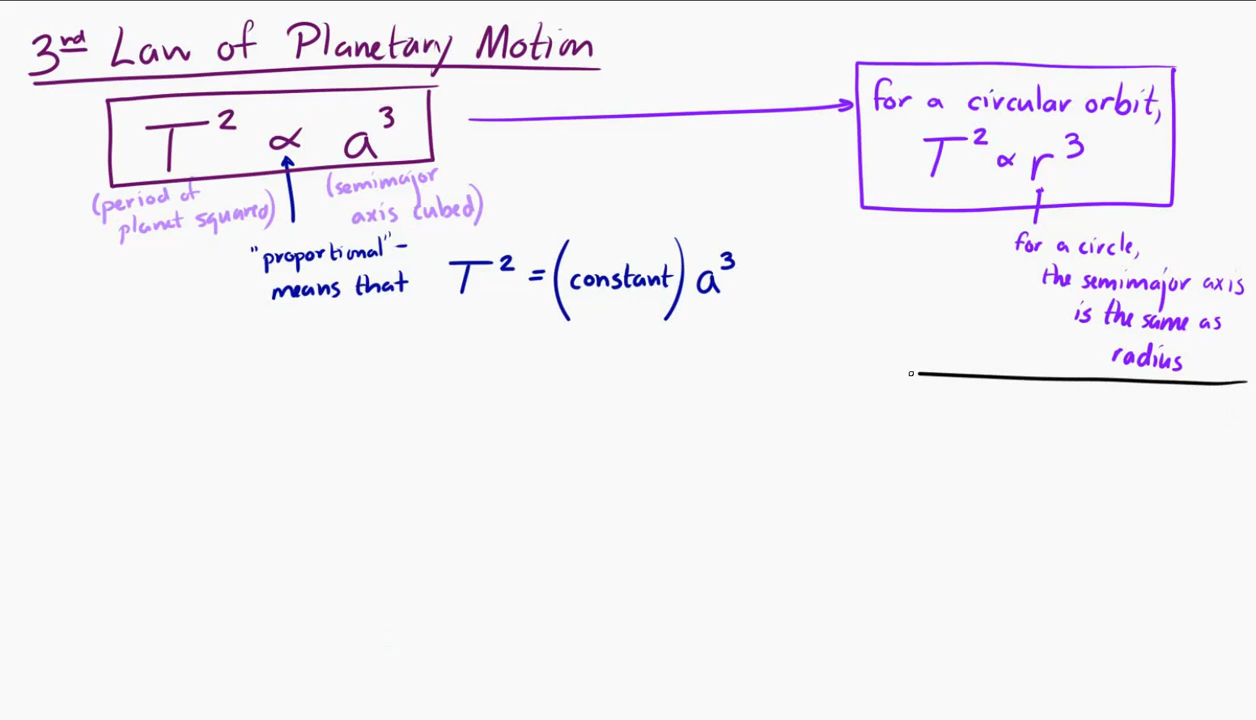 3rd Law of Planetary Motion
T² ∝ a³
(period of
planet squared)
(semimajor
axis cubed)
"proportional" -
means that
T² = (constant) a³
for a circular orbit,
T² ∝ r³
for a circle,
the semimajor axis
is the same as
radius